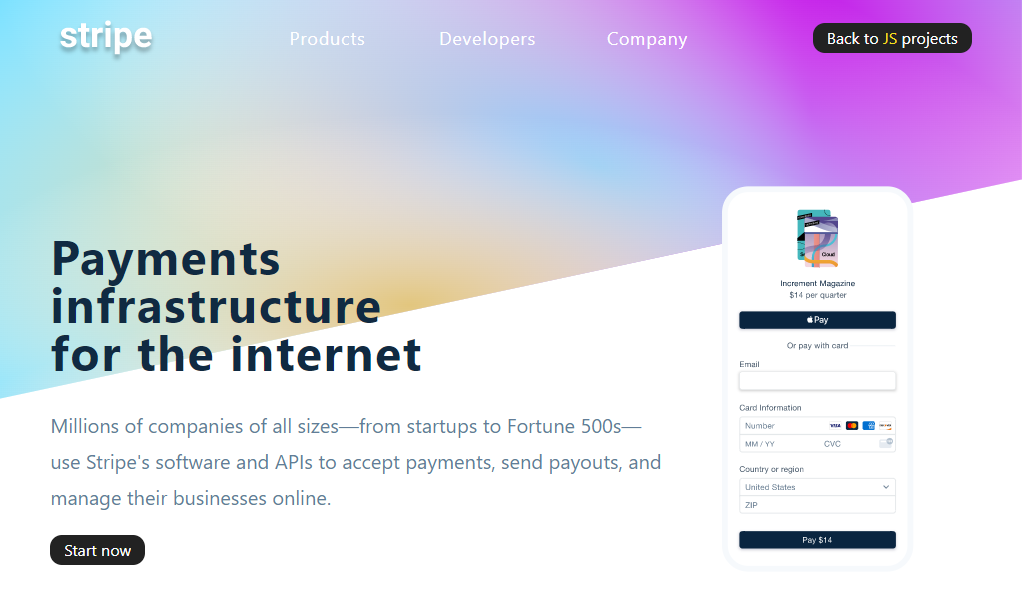 stripe
Products
Developers
Company
Back to JS projects
Payments
infrastructure
for the internet
Millions of companies of all sizes—from startups to Fortune 500s—
use Stripe's software and APIs to accept payments, send payouts, and
manage their businesses online.
Start now
Cloud
Increment Magazine
$14 per quarter
Pay
Or pay with card
Email
Card Information
Number
VISA
MM / YY
CVC
Country or region
United States
ZIP
Pay $14